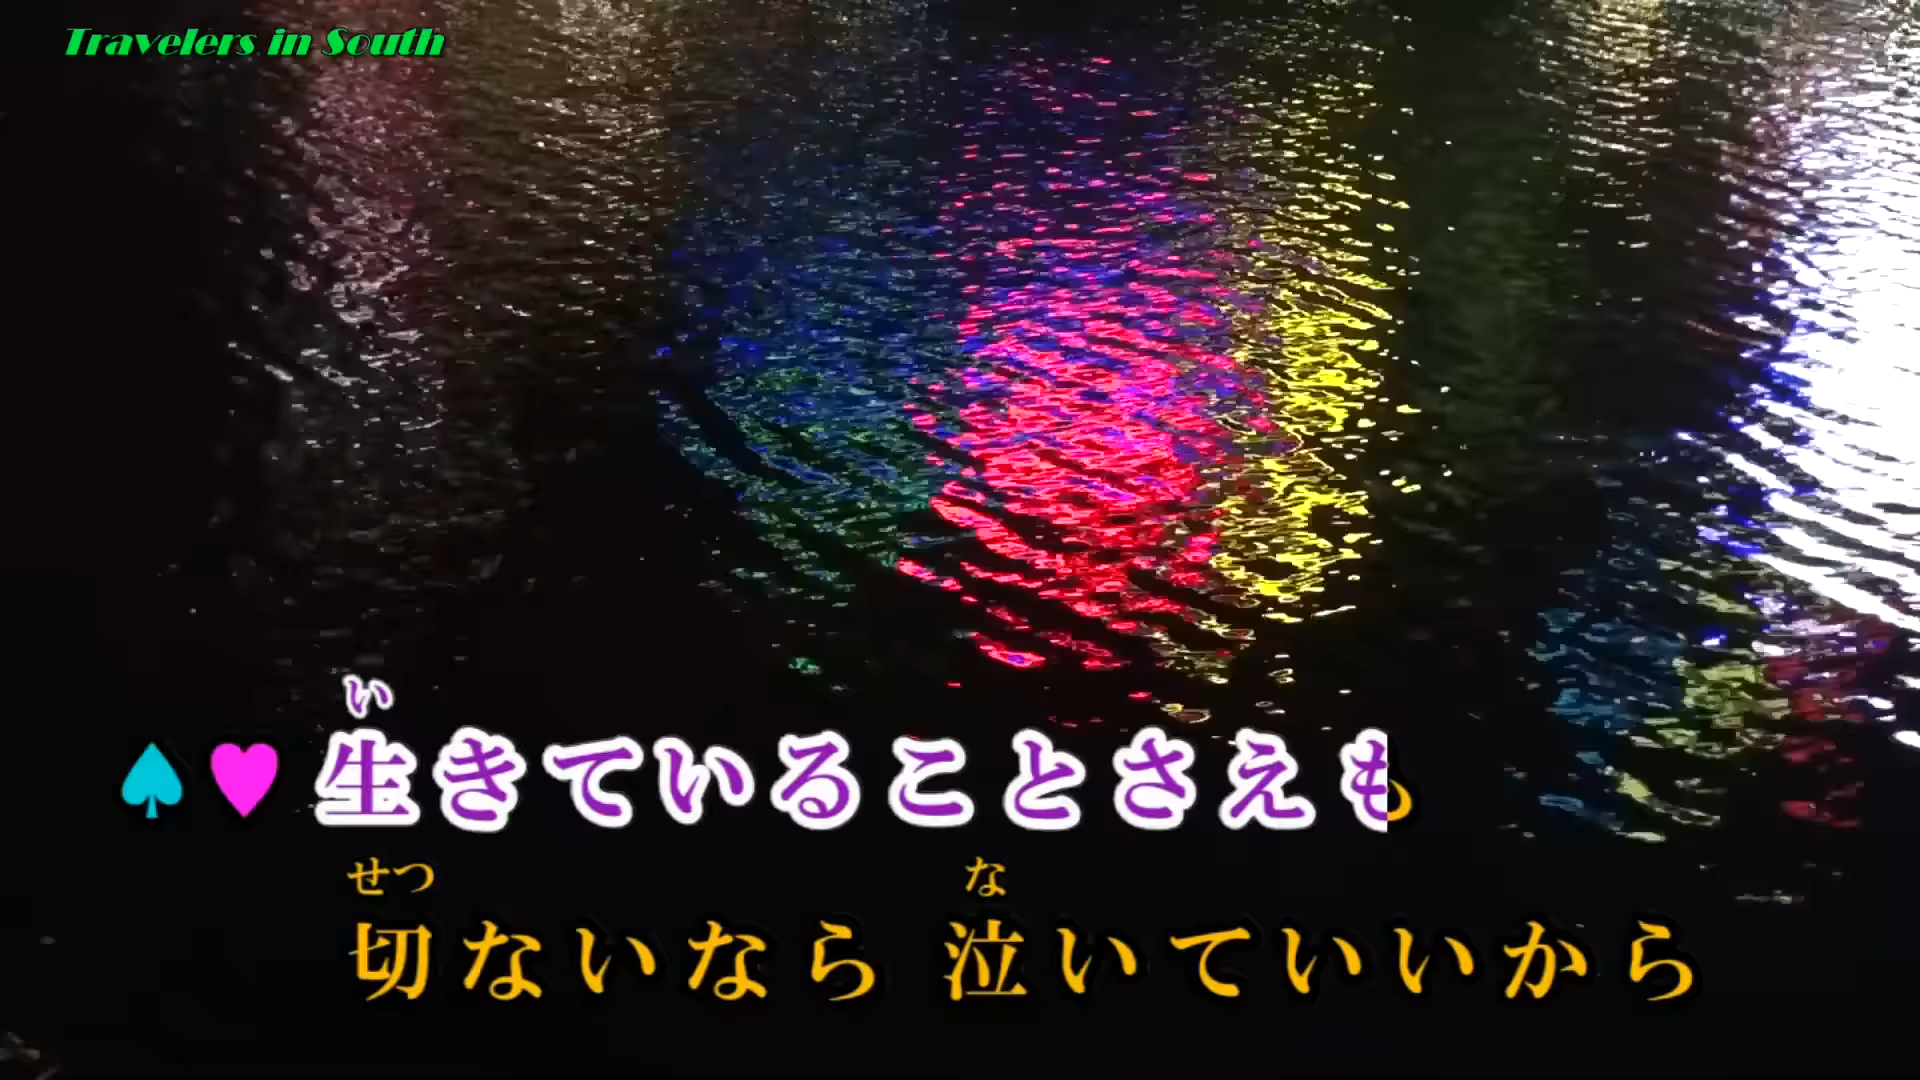 Travelers in South
い
♠♥ 生きていることさえも
せつ な
切ないなら 泣いていいから